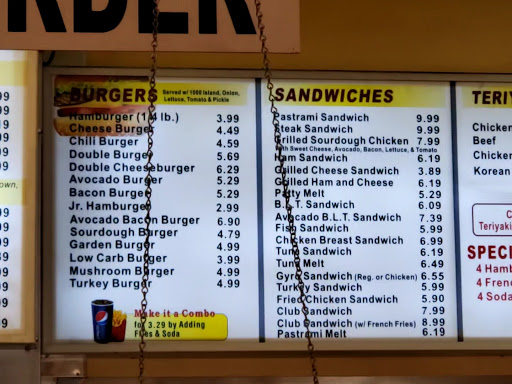 RDER
BURGERS
Served w/ 1000 Island, Onion,
Lettuce, Tomato & Pickle
Hamburger (1/4 lb.) 3.99
Cheese Burger 4.49
Chili Burger 4.59
Double Burger 5.69
Double Cheeseburger 6.29
Avocado Burger 5.29
Bacon Burger 5.29
Jr. Hamburger 2.99
Avocado Bacon Burger 6.90
Sourdough Burger 4.79
Garden Burger 4.99
Low Carb Burger 3.99
Mushroom Burger 4.99
Turkey Burger 4.99
Make it a Combo
for 3.29 by Adding
Fries & Soda
SANDWICHES
Pastrami Sandwich 9.99
Steak Sandwich 7.99
Grilled Sourdough Chicken 7.99
with Sweet Cheese, Avocado, Bacon, Lettuce, & Tomato
Ham Sandwich 6.19
Grilled Cheese Sandwich 3.89
Grilled Ham and Cheese 6.19
Patty Melt 5.29
B.L.T. Sandwich 6.09
Avocado B.L.T. Sandwich 7.39
Fish Sandwich 5.99
Chicken Breast Sandwich 6.99
Tuna Sandwich 6.19
Tuna Melt 6.49
Gyro Sandwich (Reg. or Chicken) 6.55
Turkey Sandwich 5.99
Fried Chicken Sandwich 5.90
Club Sandwich 7.99
Club Sandwich (w/ French Fries) 8.99
Pastrami Melt 6.19
TERIY
Chicken
Beef
Chicken
Korean
C
Teriyaki
SPEC
4 Hamb
4 Frenc
4 Soda